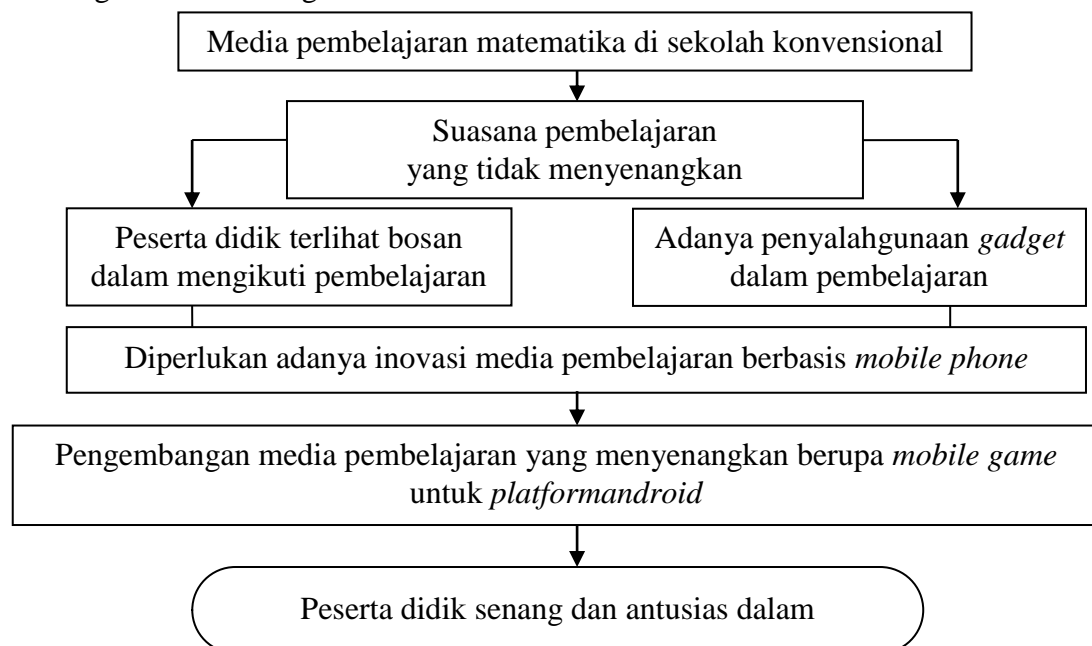 Media pembelajaran matematika di sekolah konvensional
Suasana pembelajaran
yang tidak menyenangkan
Peserta didik terlihat bosan
dalam mengikuti pembelajaran
Adanya penyalahgunaan gadget
dalam pembelajaran
Diperlukan adanya inovasi media pembelajaran berbasis mobile phone
Pengembangan media pembelajaran yang menyenangkan berupa mobile game
untuk platformandroid
Peserta didik senang dan antusias dalam